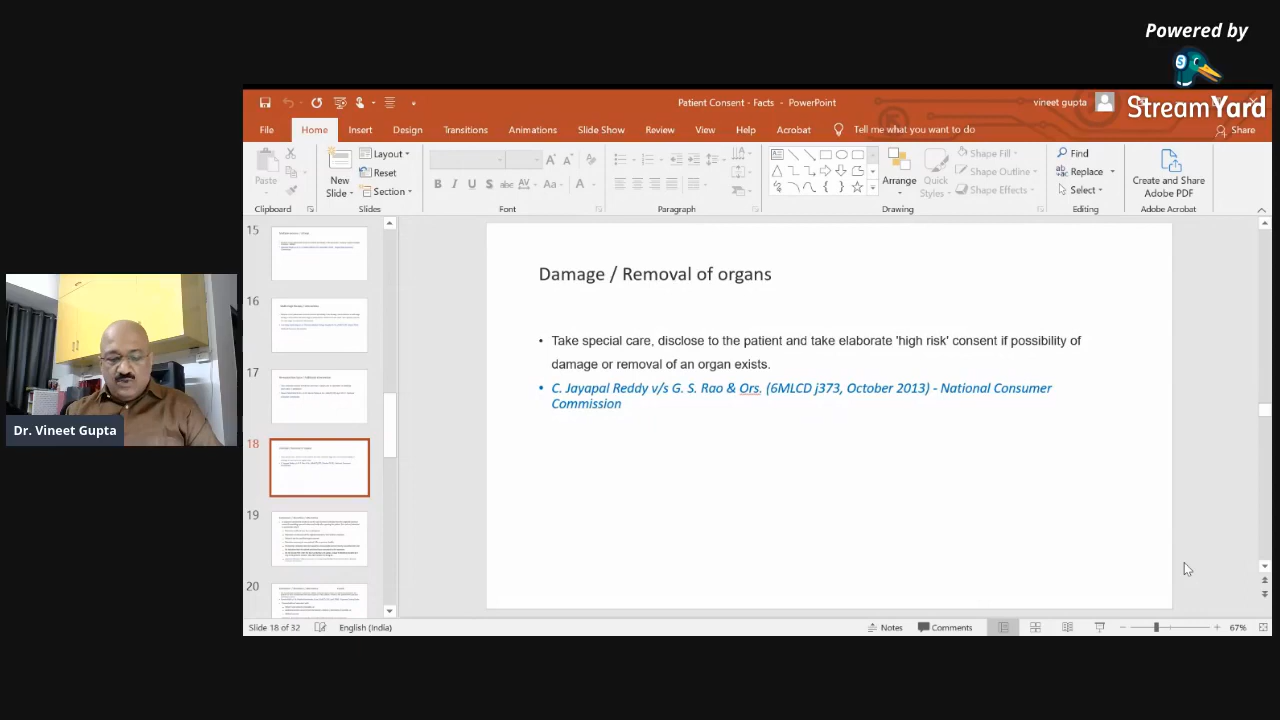 Powered by
StreamYard
Patient Consent - Facts - PowerPoint
vineet gupta
File Home Insert Design Transitions Animations Slide Show Review View Help Acrobat Tell me what you want to do Share
Paste
New
Slide
Layout
Reset
Section
B I U S abc AV Aa A
Arrange
Quick
Styles
Shape Fill
Shape Outline
Shape Effects
Find
Replace
Select
Create and Share
Adobe PDF
Clipboard Slides Font Paragraph Drawing Editing Adobe Acrobat
15
16
17
18
19
20
Damage / Removal of organs
• Take special care, disclose to the patient and take elaborate 'high risk' consent if possibility of
damage or removal of an organ exists.
• C. Jayapal Reddy v/s G. S. Rao & Ors. (6MLCD j373, October 2013) - National Consumer
Commission
Dr. Vineet Gupta
Slide 18 of 32 English (India) Notes Comments 67%